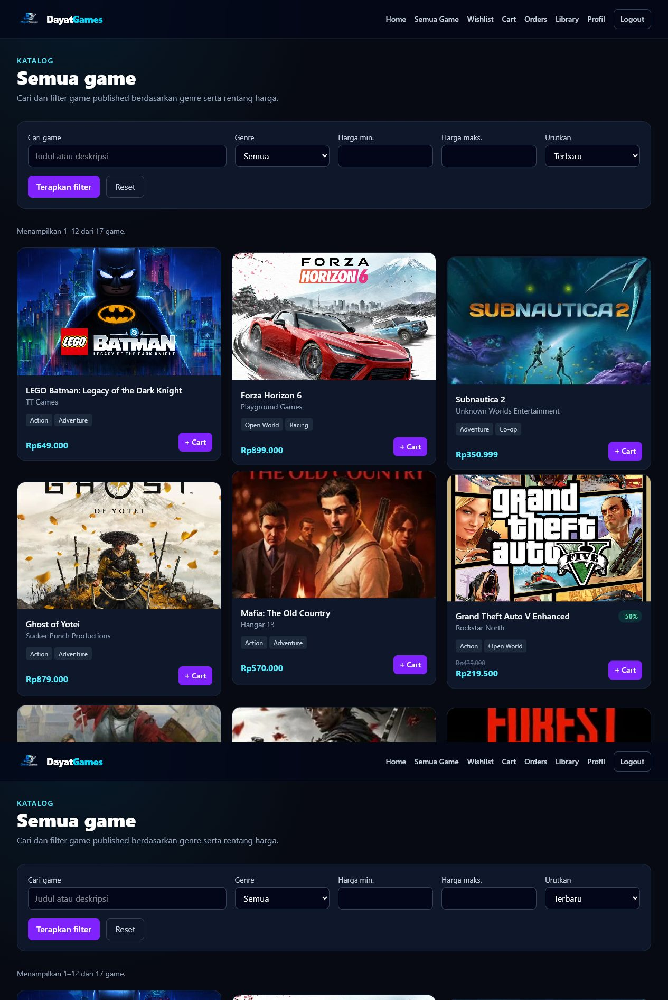 DayatGames
Home Semua Game Wishlist Cart Orders Library Profil Logout
KATALOG
Semua game
Cari dan filter game published berdasarkan genre serta rentang harga.
Cari game Genre Harga min. Harga maks. Urutkan
Judul atau deskripsi Semua Terbaru
Terapkan filter Reset
Menampilkan 1–12 dari 17 game.
LEGO BATMAN
LEGACY OF THE DARK KNIGHT
DINER
LEGO Batman: Legacy of the Dark Knight
TT Games
Action Adventure
Rp649.000
+ Cart
FORZA
HORIZON 6
Forza Horizon 6
Playground Games
Open World Racing
Rp899.000
+ Cart
SUBNAUTICA 2
Subnautica 2
Unknown Worlds Entertainment
Adventure Co-op
Rp350.999
+ Cart
GHOST
OF YŌTEI
Ghost of Yōtei
Sucker Punch Productions
Action Adventure
Rp879.000
+ Cart
THE OLD COUNTRY
Mafia: The Old Country
Hangar 13
Action Adventure
Rp570.000
+ Cart
grand
theft
auto V
FIVE
Grand Theft Auto V Enhanced
-50%
Rockstar North
Action Open World
Rp439.000
Rp219.500
+ Cart
FOREST
DayatGames
Home Semua Game Wishlist Cart Orders Library Profil Logout
KATALOG
Semua game
Cari dan filter game published berdasarkan genre serta rentang harga.
Cari game Genre Harga min. Harga maks. Urutkan
Judul atau deskripsi Semua Terbaru
Terapkan filter Reset
Menampilkan 1–12 dari 17 game.